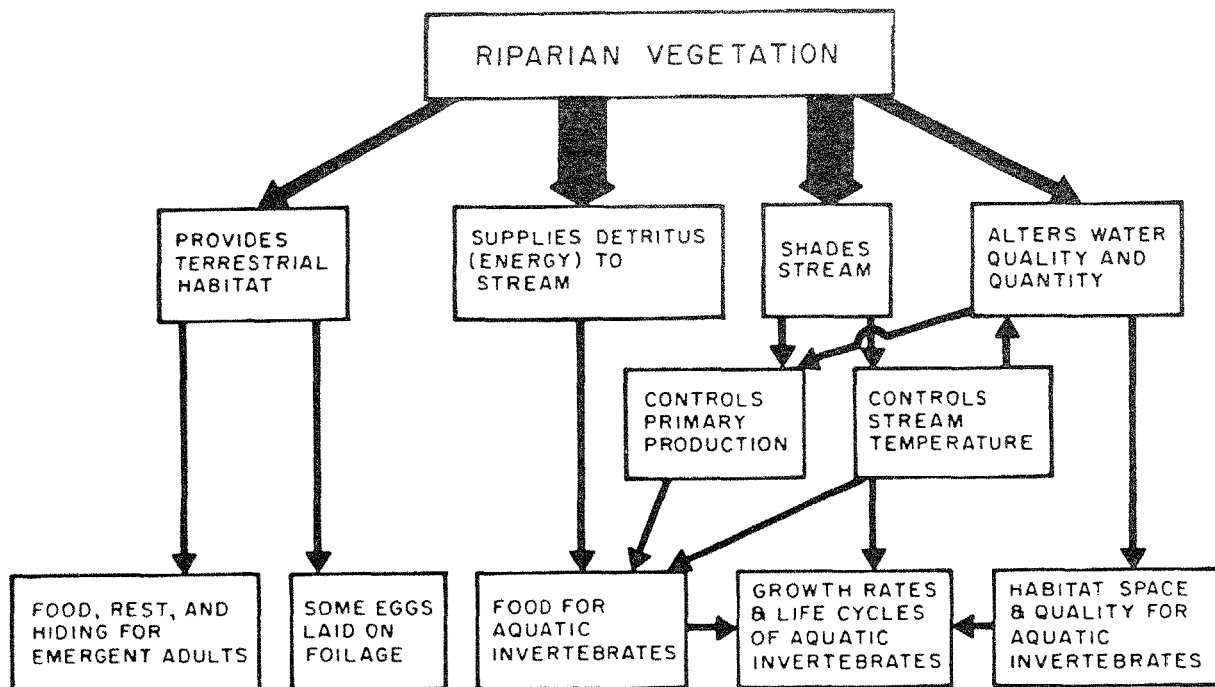 RIPARIAN VEGETATION
PROVIDES
TERRESTRIAL
HABITAT
SUPPLIES DETRITUS
(ENERGY) TO
STREAM
SHADES
STREAM
ALTERS WATER
QUALITY AND
QUANTITY
CONTROLS
PRIMARY
PRODUCTION
CONTROLS
STREAM
TEMPERATURE
FOOD, REST, AND
HIDING FOR
EMERGENT ADULTS
SOME EGGS
LAID ON
FOILAGE
FOOD FOR
AQUATIC
INVERTEBRATES
GROWTH RATES
& LIFE CYCLES
OF AQUATIC
INVERTEBRATES
HABITAT SPACE
& QUALITY FOR
AQUATIC
INVERTEBRATES